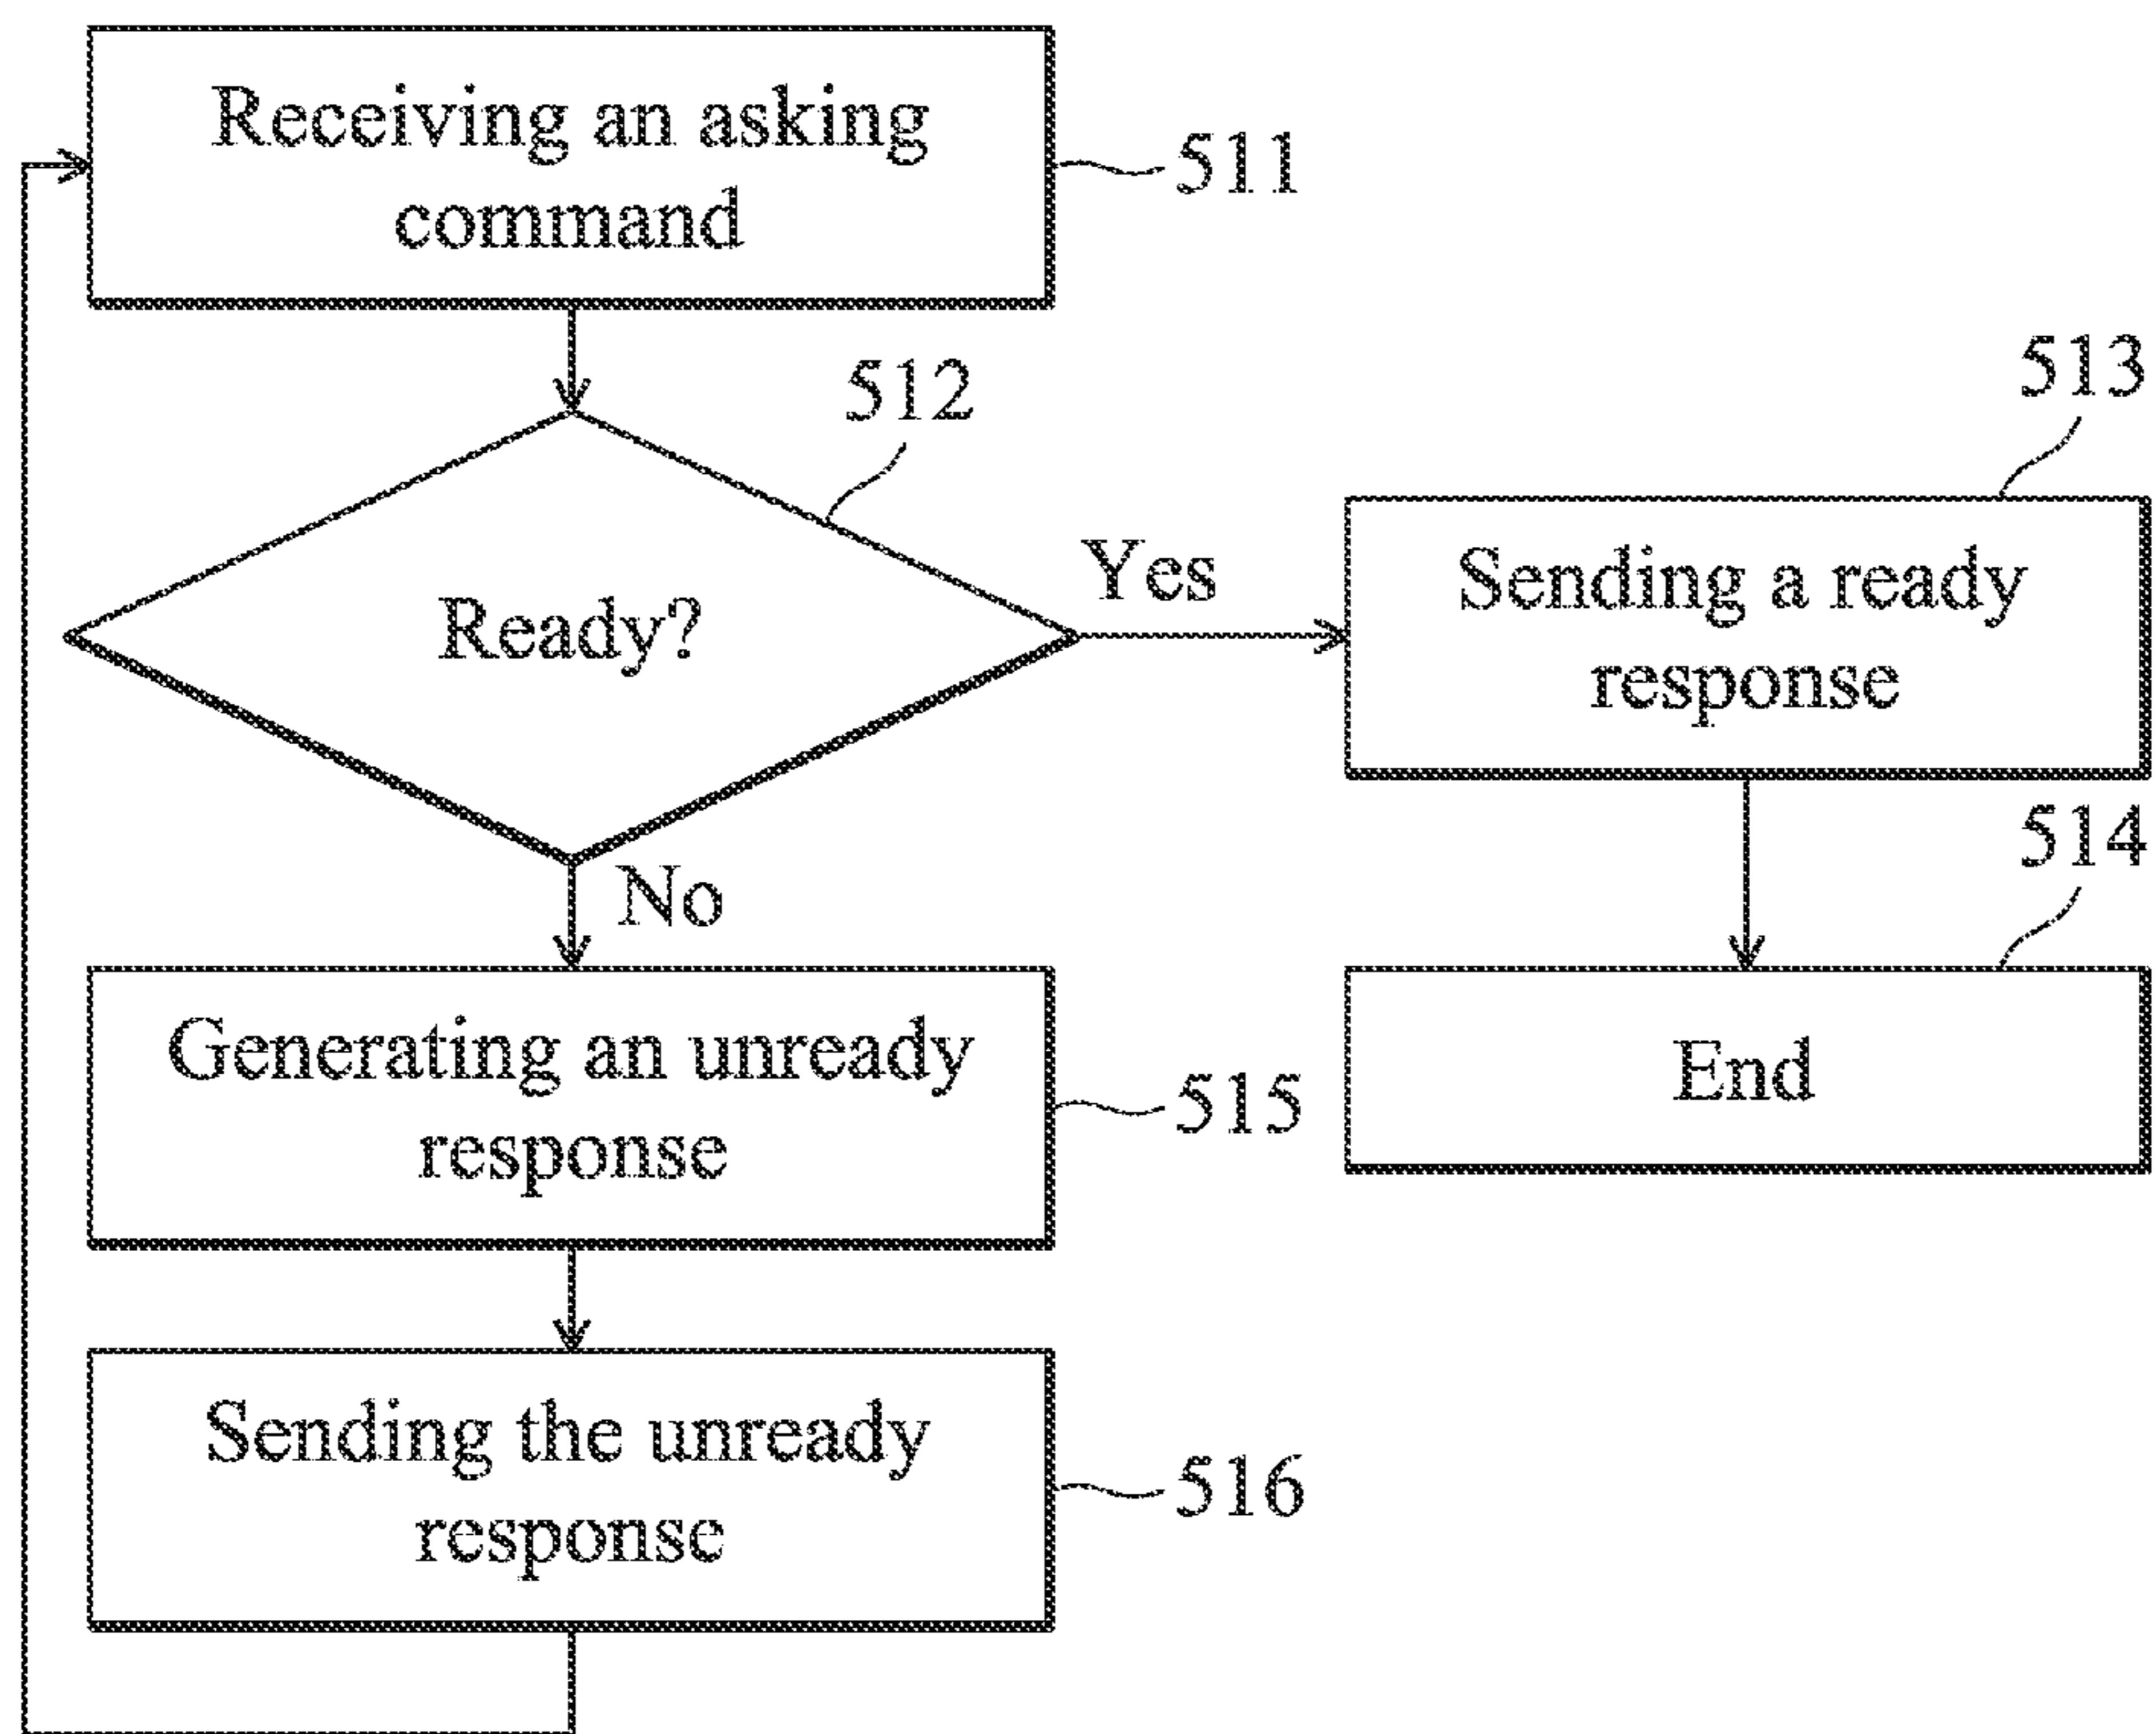 Receiving an asking
command
511
512
Ready?
Yes
513
Sending a ready
response
No
514
End
Generating an unready
response
515
Sending the unready
response
516